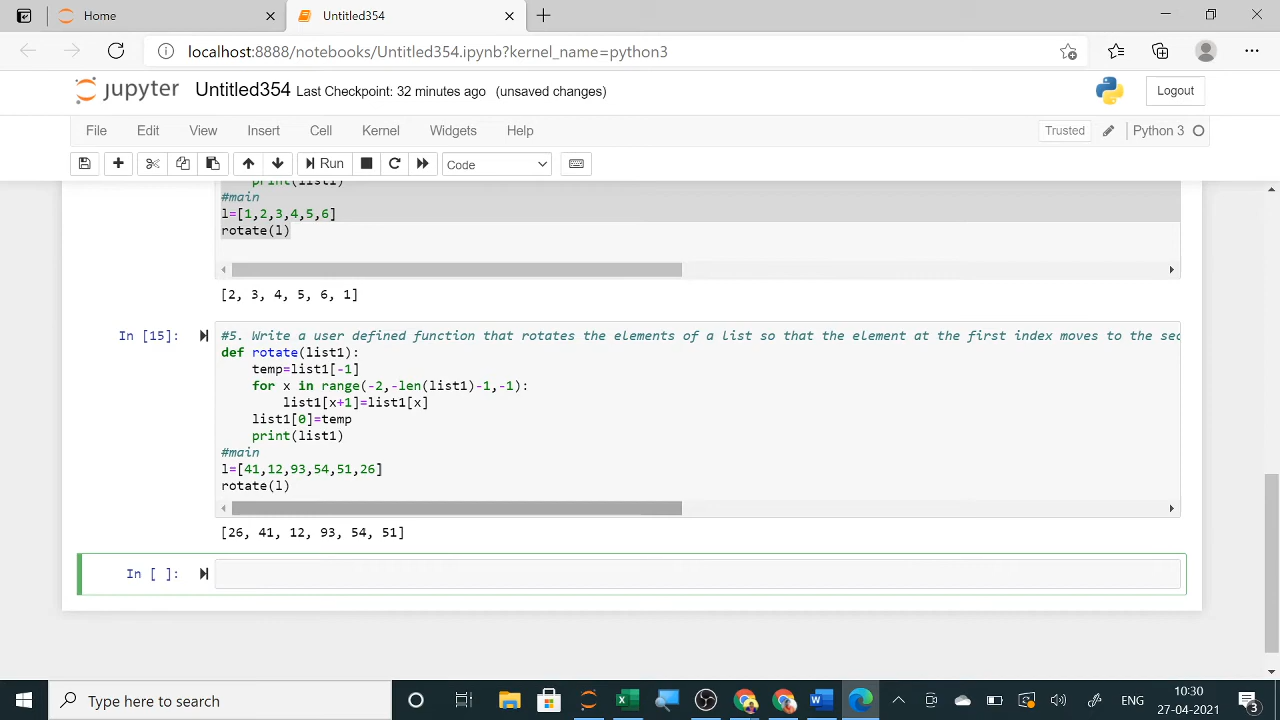 Home
Untitled354
localhost:8888/notebooks/Untitled354.ipynb?kernel_name=python3
jupyter Untitled354 Last Checkpoint: 32 minutes ago (unsaved changes)
Logout
File Edit View Insert Cell Kernel Widgets Help
Trusted
Python 3
Run
Code
print(list1)
#main
l=[1,2,3,4,5,6]
rotate(l)
[2, 3, 4, 5, 6, 1]
In [15]:
#5. Write a user defined function that rotates the elements of a list so that the element at the first index moves to the sec
def rotate(list1):
temp=list1[-1]
for x in range(-2,-len(list1)-1,-1):
list1[x+1]=list1[x]
list1[0]=temp
print(list1)
#main
l=[41,12,93,54,51,26]
rotate(l)
[26, 41, 12, 93, 54, 51]
In [ ]:
Type here to search
ENG
10:30
27-04-2021
3